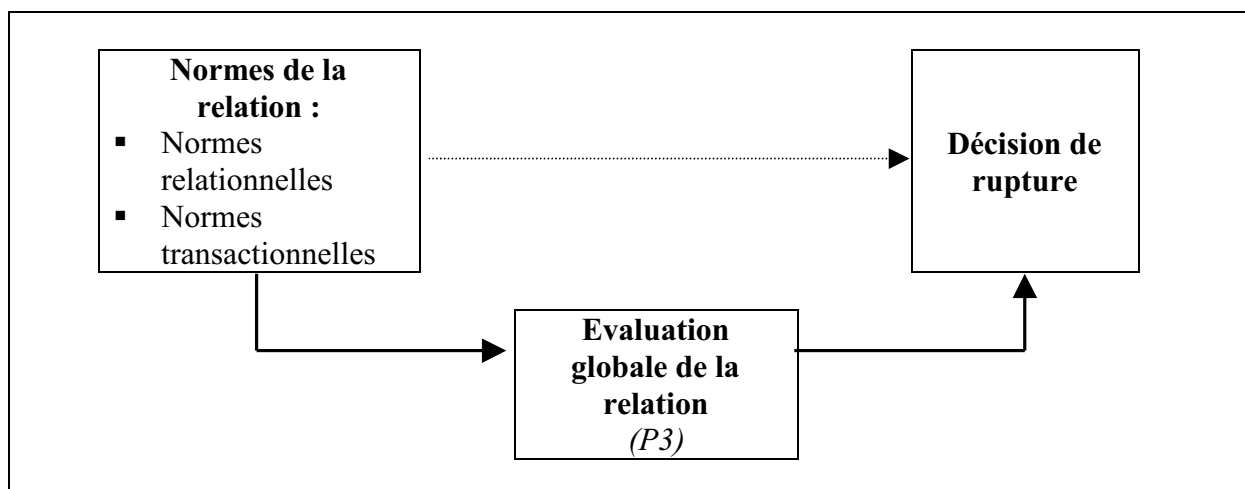 Normes de la
relation :
▪ Normes
relationnelles
▪ Normes
transactionnelles
Décision de
rupture
Evaluation
globale de la
relation
(P3)